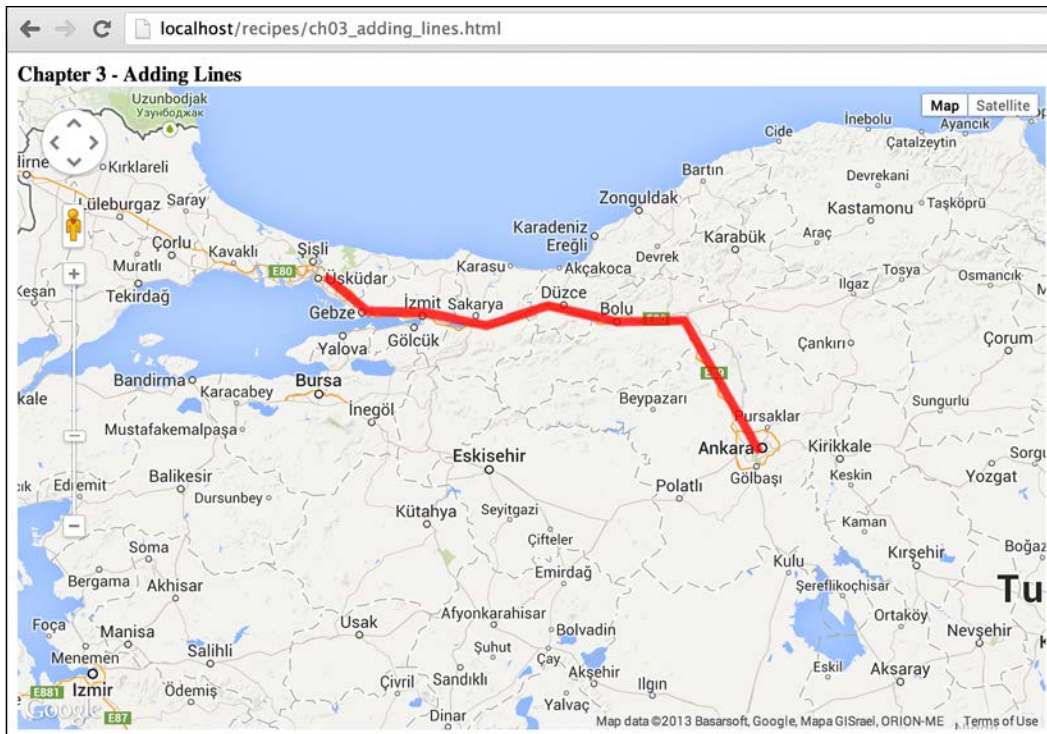 localhost/recipes/ch03_adding_lines.html
Chapter 3 - Adding Lines
Uzunbodjak
Узунбоджак
Map
Satellite
İnebolu
Ayancık
Cide
Çatalzeytin
dirne
Kırklareli
Bartın
Devrekani
Lüleburgaz
Saray
Zonguldak
Kastamonu
Taşköprü
Karadeniz
Ereğli
Karabük
Araç
Çorlu
Kavaklı
Şişli
Devrek
Muratlı
E80
Üsküdar
Karasu
Akçakoca
Tosya
Osmancık
Keşan
Tekirdağ
Ilgaz
Gebze
İzmit
Sakarya
Düzce
Bolu
Yalova
Gölcük
Çankırı
Çorum
Bandirma
Karacabey
Bursa
kale
İnegöl
Beypazarı
Sungurlu
Mustafakemalpaşa
Pursaklar
Eskisehir
Ankara
Kirikkale
Gölbaşı
Keskin
Yozgat
Sorgu
Balikesir
Edremit
Dursunbey
Polatlı
Kütahya
Seyitgazi
Kaman
Çifteler
Soma
Kulu
Kırşehir
Boğaz
Bergama
Akhisar
Emirdağ
Şereflikoçhisar
Tu
Afyonkarahisar
Ortaköy
Foça
Manisa
Usak
Bolvadin
Nevşehir
Menemen
Salihli
Şuhut
Çay
Akşehir
Eskil
Aksaray
E881
Izmir
Ödemiş
Çivril
Sandıklı
Ilgın
Yalvaç
Google
E87
Dinar
Map data ©2013 Basarsoft, Google, Mapa GISrael, ORION-ME
Terms of Use